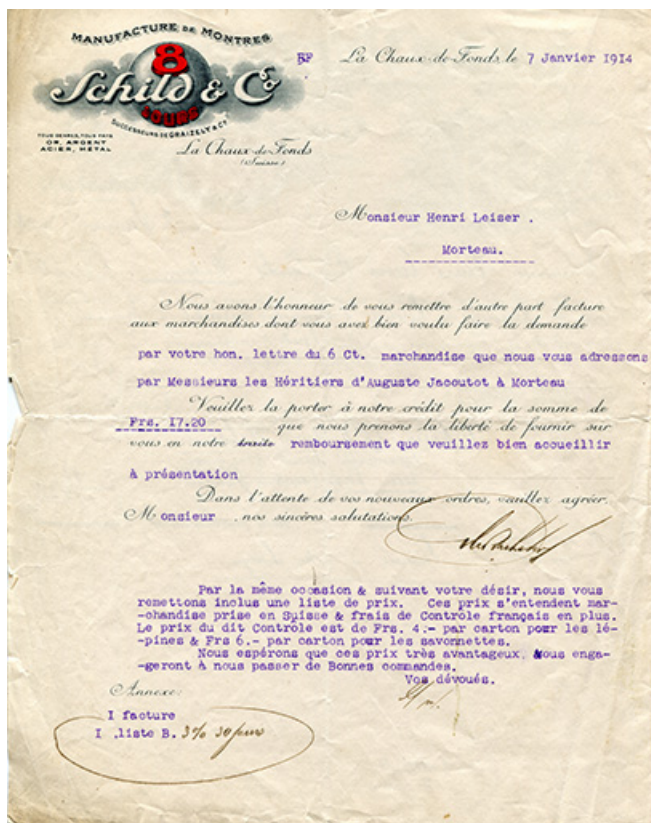 MANUFACTURE DE MONTRES
8
Schild & Co
JOURS
SUCCESSEURS DE GRAIZELY & Cie
TOUS GENRES, TOUS PAYS
OR, ARGENT
ACIER, MÉTAL
La Chaux-de-Fonds
(Suisse)
BF La Chaux-de-Fonds, le 7 Janvier 1914
Monsieur Henri Leiser .
Morteau.
Nous avons l'honneur de vous remettre d'autre part facture
aux marchandises dont vous avez bien voulu faire la demande
par votre hon. lettre du 6 Ct. marchandise que nous vous adressons
par Messieurs les Héritiers d'Auguste Jacoutot à Morteau
Veuillez la porter à notre crédit pour la somme de
Frs. I7.20 que nous prenons la liberté de fournir sur
vous en notre traite remboursement que veuillez bien accueillir
à présentation
Dans l'attente de vos nouveaux ordres, veuillez agréer,
Monsieur , nos sincères salutations.
Par la même occasion & suivant votre désir, nous vous
remettons inclus une liste de prix. Ces prix s'entendent mar-
-chandise prise en Suisse & frais de Contrôle français en plus.
Le prix du dit Contrôle est de Frs. 4.- par carton pour les lé-
-pines & Frs 6.- par carton pour les savonnettes.
Nous espérons que ces prix très avantageux, nous enga-
-geront à nous passer de Bonnes commandes.
Vos dévoués.
Annexe:
I facture
I liste B. 3% 30 jours